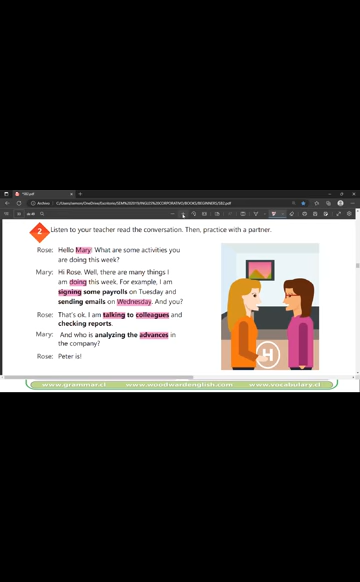 SB2.pdf
Archivo
2 Listen to your teacher read the conversation. Then, practice with a partner.
Rose: Hello Mary: What are some activities you
are doing this week?
Mary: Hi Rose. Well, there are many things I
am doing this week. For example, I am
signing some payrolls on Tuesday and
sending emails on Wednesday. And you?
Rose: That's ok. I am talking to colleagues and
checking reports.
Mary: And who is analyzing the advances in
the company?
Rose: Peter is!
H
www.grammar.cl www.woodwardenglish.com www.vocabulary.cl